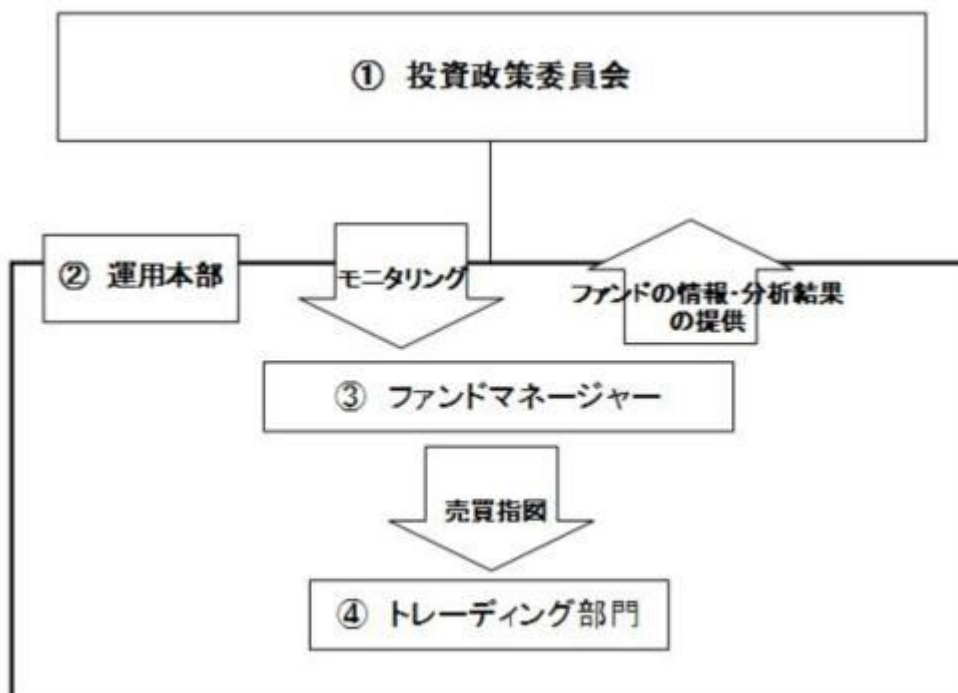 ① 投資政策委員会
② 運用本部
モニタリング
ファンドの情報・分析結果
の提供
③ ファンドマネージャー
売買指図
④ トレーディング部門